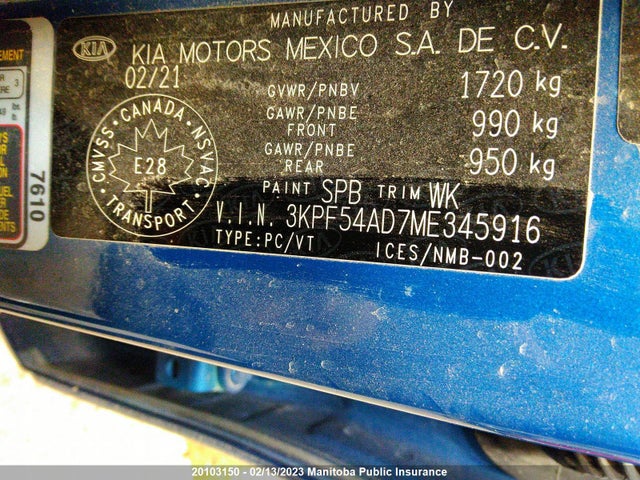 MANUFACTURED BY
KIA KIA MOTORS MEXICO S.A. DE C.V.
02/21
GVWR/PNBV 1720 kg
GAWR/PNBE FRONT 990 kg
GAWR/PNBE REAR 950 kg
PAINT SPB TRIM WK
V.I.N. 3KPF54AD7ME345916
TYPE:PC/VT ICES/NMB-002
CANADA
CMVSS · NSVAC
E28
TRANSPORT
7610
20103150 - 02/13/2023 Manitoba Public Insurance